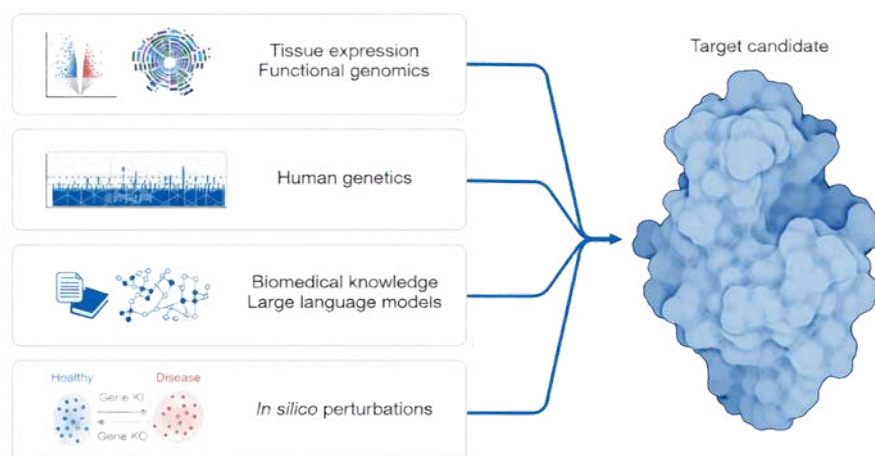 Tissue expression
Functional genomics
Target candidate
Human genetics
Biomedical knowledge
Large language models
Healthy
Disease
Gene KI
Gene KO
In silico perturbations